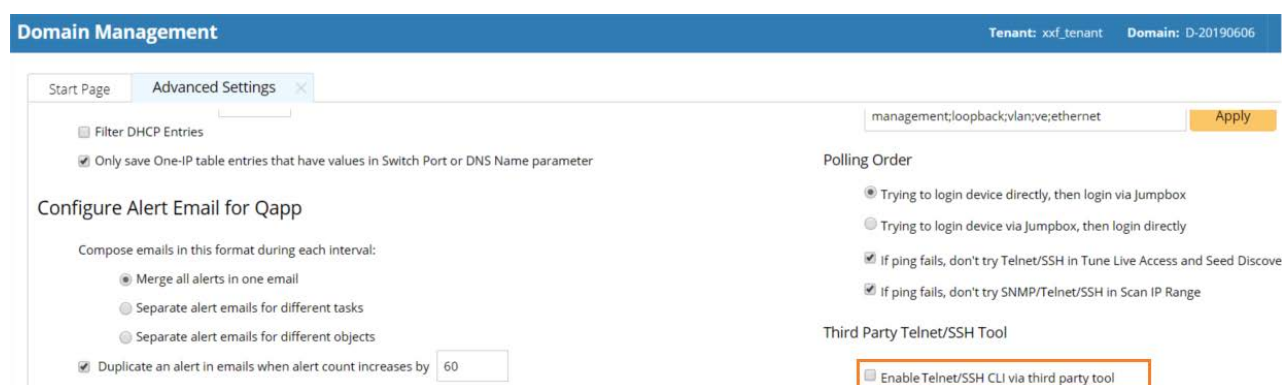 Domain Management
Tenant: xxf_tenant Domain: D-20190606
Start Page
Advanced Settings
Filter DHCP Entries
Only save One-IP table entries that have values in Switch Port or DNS Name parameter
Configure Alert Email for Qapp
Compose emails in this format during each interval:
Merge all alerts in one email
Separate alert emails for different tasks
Separate alert emails for different objects
Duplicate an alert in emails when alert count increases by 60
management;loopback;vlan;ve;ethernet
Apply
Polling Order
Trying to login device directly, then login via Jumpbox
Trying to login device via Jumpbox, then login directly
If ping fails, don't try Telnet/SSH in Tune Live Access and Seed Discove
If ping fails, don't try SNMP/Telnet/SSH in Scan IP Range
Third Party Telnet/SSH Tool
Enable Telnet/SSH CLI via third party tool